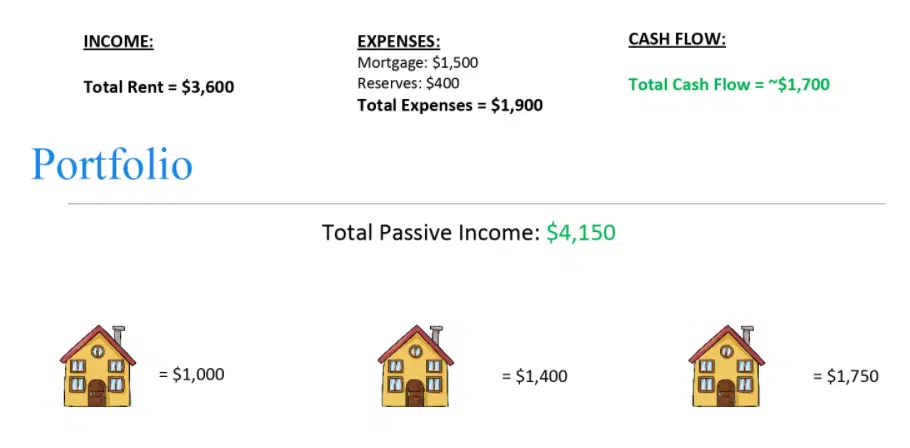 INCOME:
Total Rent = $3,600
EXPENSES:
Mortgage: $1,500
Reserves: $400
Total Expenses = $1,900
CASH FLOW:
Total Cash Flow = ~$1,700
Portfolio
Total Passive Income: $4,150
= $1,000
= $1,400
= $1,750